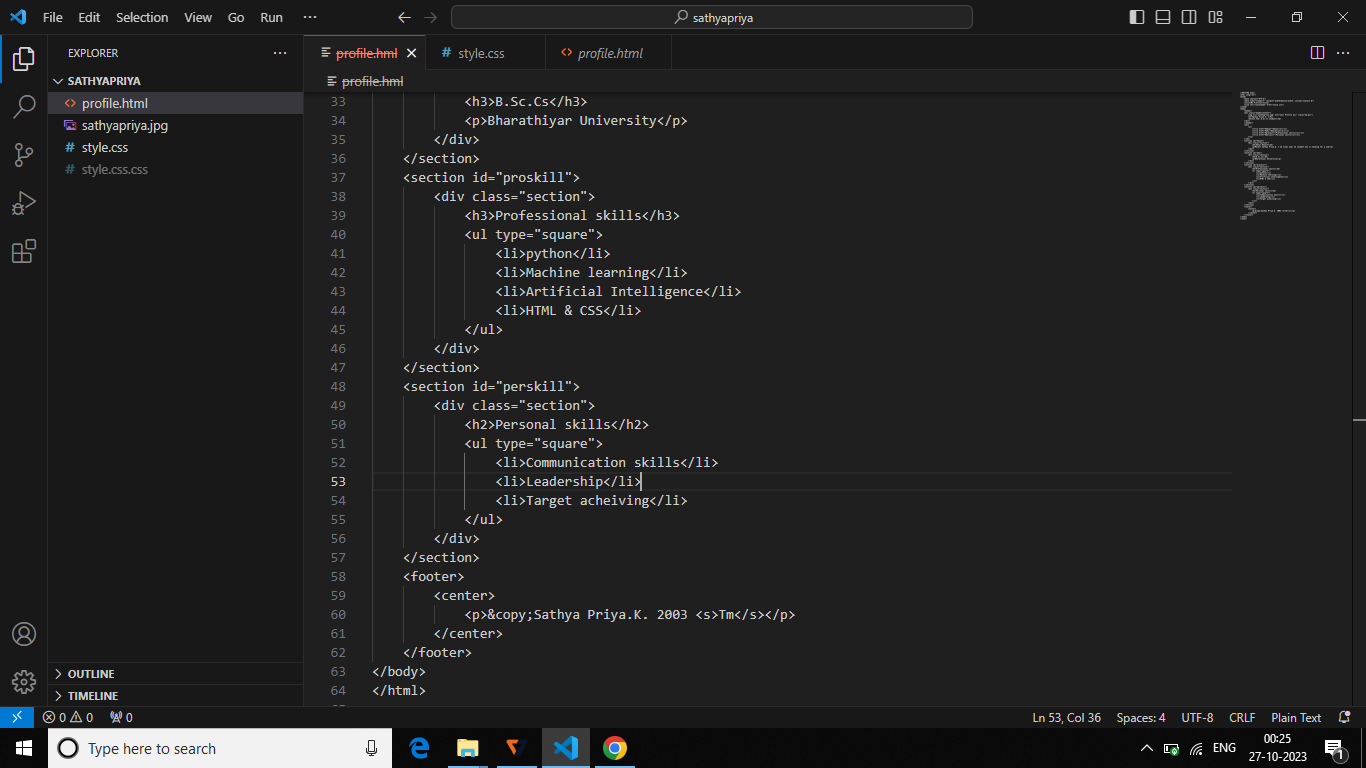 File Edit Selection View Go Run ··· sathyapriya
EXPLORER ···
SATHYAPRIYA
profile.html
sathyapriya.jpg
style.css
style.css.css
OUTLINE
TIMELINE
profile.hml style.css profile.html
profile.hml
33 <h3>B.Sc.Cs</h3>
34 <p>Bharathiyar University</p>
35 </div>
36 </section>
37 <section id="proskill">
38 <div class="section">
39 <h3>Professional skills</h3>
40 <ul type="square">
41 <li>python</li>
42 <li>Machine learning</li>
43 <li>Artificial Intelligence</li>
44 <li>HTML & CSS</li>
45 </ul>
46 </div>
47 </section>
48 <section id="perskill">
49 <div class="section">
50 <h2>Personal skills</h2>
51 <ul type="square">
52 <li>Communication skills</li>
53 <li>Leadership</li>
54 <li>Target acheiving</li>
55 </ul>
56 </div>
57 </section>
58 <footer>
59 <center>
60 <p>&copy;Sathya Priya.K. 2003 <s>Tm</s></p>
61 </center>
62 </footer>
63 </body>
64 </html>
0 0 0 Ln 53, Col 36 Spaces: 4 UTF-8 CRLF Plain Text
Type here to search
ENG 00:25
27-10-2023 1